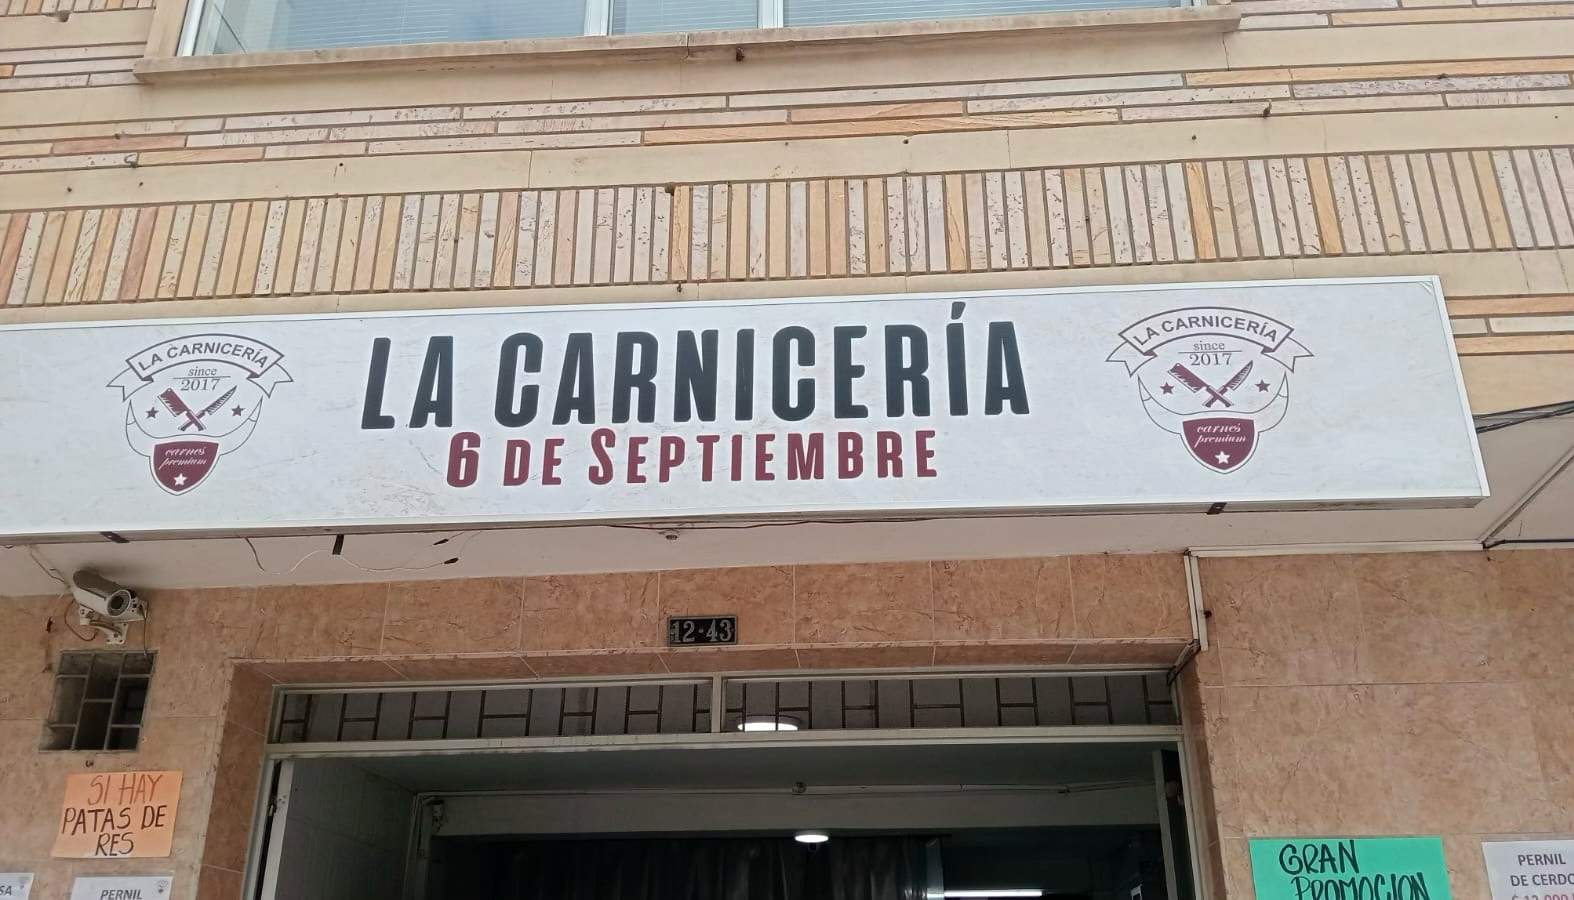 LA CARNICERÍA
6 DE SEPTIEMBRE
LA CARNICERÍA
since
2017
carnes
premium
LA CARNICERÍA
since
2017
carnes
premium
12-43
SI HAY
PATAS DE
RES
PERNIL
GRAN
PROMOCION
PERNIL
DE CERDO